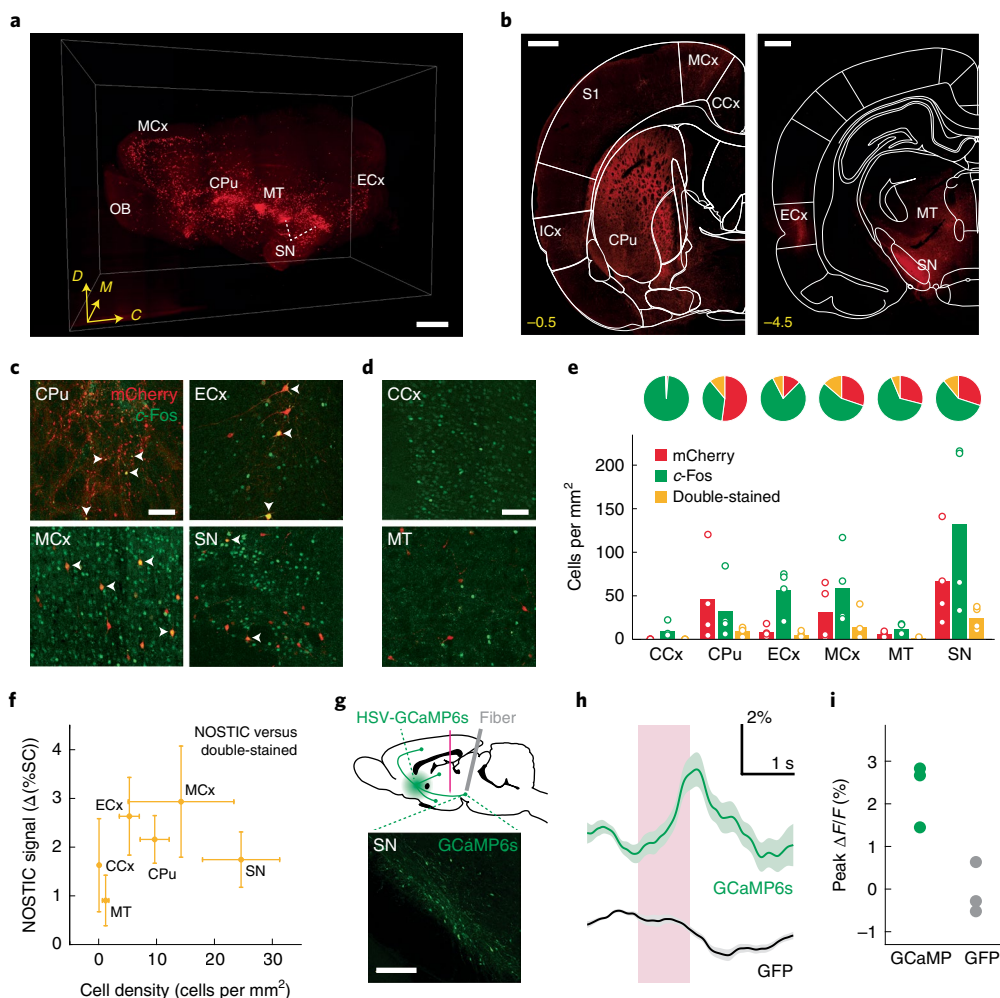 a
MCx
CPu
MT
ECx
OB
SN
D
M
C
b
MCx
S1
CCx
ICx
CPu
–0.5
ECx
MT
SN
–4.5
c
CPu
mCherry
c-Fos
ECx
MCx
SN
d
CCx
MT
e
mCherry
c-Fos
Double-stained
Cells per mm²
200
150
100
50
0
CCx
CPu
ECx
MCx
MT
SN
f
NOSTIC versus
double-stained
NOSTIC signal (Δ(%SC))
4
3
2
1
0
ECx
MCx
CCx
CPu
SN
MT
0
10
20
30
Cell density (cells per mm²)
g
HSV-GCaMP6s
Fiber
SN
GCaMP6s
h
2%
1 s
GCaMP6s
GFP
i
Peak ΔF/F (%)
3
2
1
0
–1
GCaMP
GFP